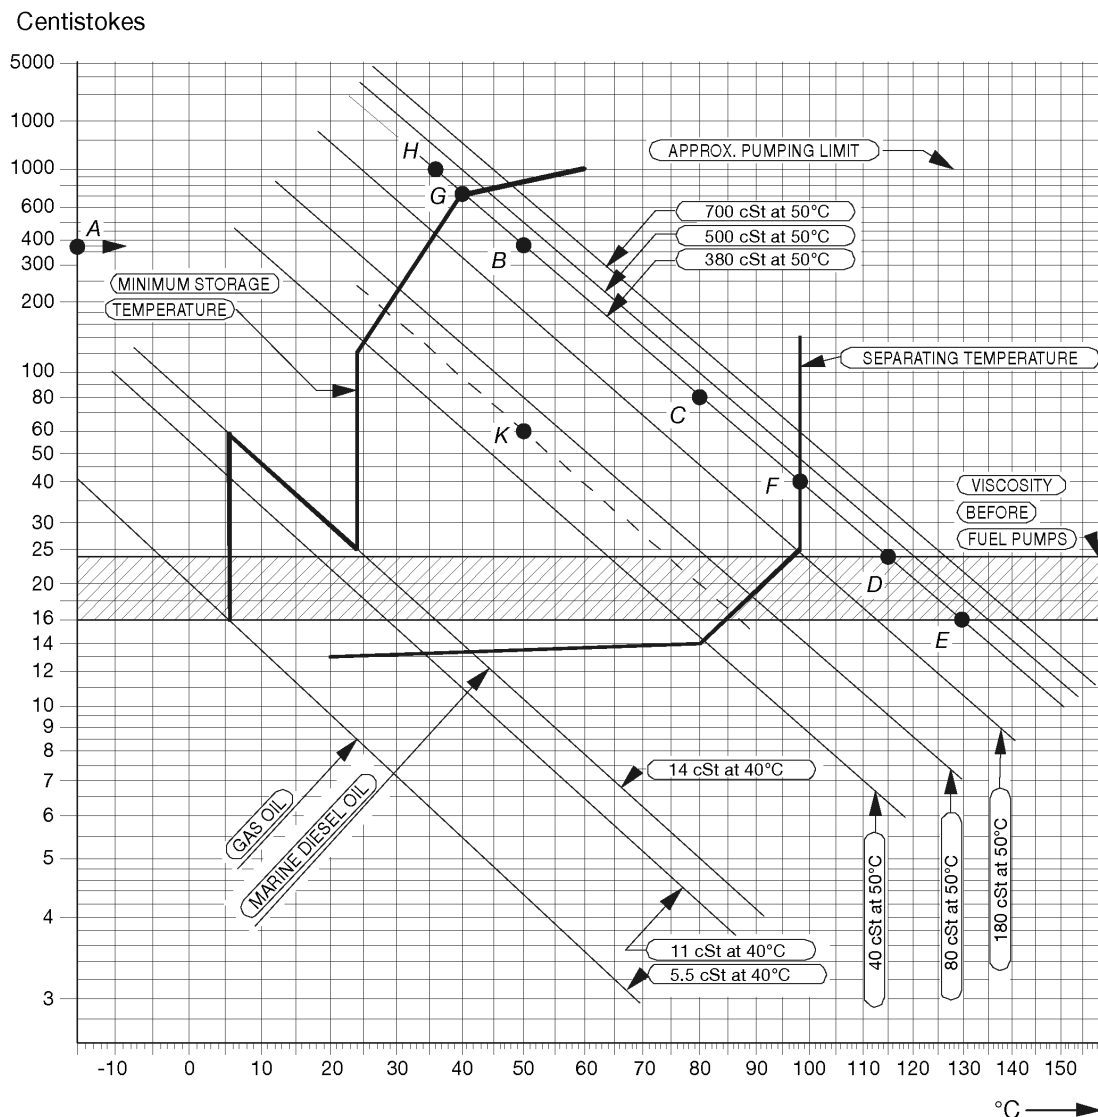 Centistokes
5000
1000
1000
600
400
300
200
100
80
60
50
40
30
25
20
16
14
12
10
9
8
7
6
5
4
3
A
H
G
B
C
K
F
D
E
APPROX. PUMPING LIMIT
700 cSt at 50°C
500 cSt at 50°C
380 cSt at 50°C
MINIMUM STORAGE
TEMPERATURE
SEPARATING TEMPERATURE
VISCOSITY
BEFORE
FUEL PUMPS
GAS OIL
MARINE DIESEL OIL
14 cSt at 40°C
11 cSt at 40°C
5.5 cSt at 40°C
40 cSt at 50°C
80 cSt at 50°C
180 cSt at 50°C
-10 0 10 20 30 40 50 60 70 80 90 100 110 120 130 140 150
°C